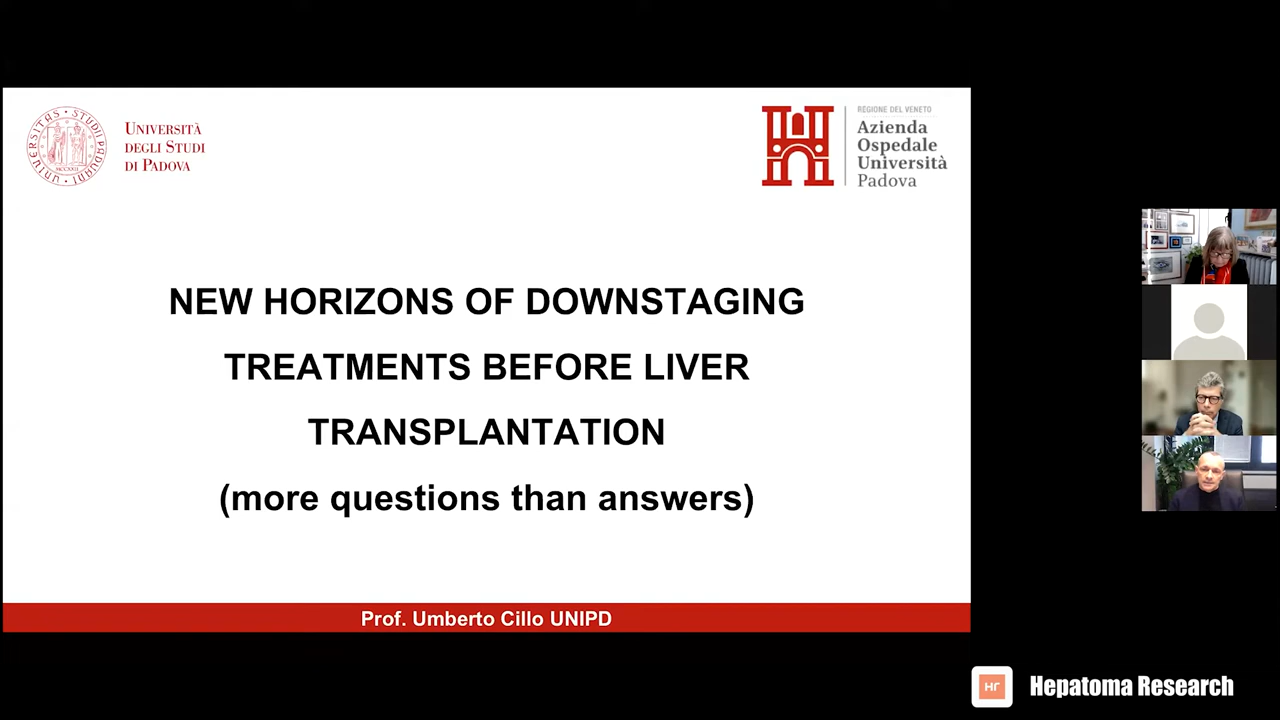 UNIVERSITÀ
DEGLI STUDI
DI PADOVA
REGIONE DEL VENETO
Azienda
Ospedale
Università
Padova
NEW HORIZONS OF DOWNSTAGING
TREATMENTS BEFORE LIVER
TRANSPLANTATION
(more questions than answers)
Prof. Umberto Cillo UNIPD
Hr
Hepatoma Research